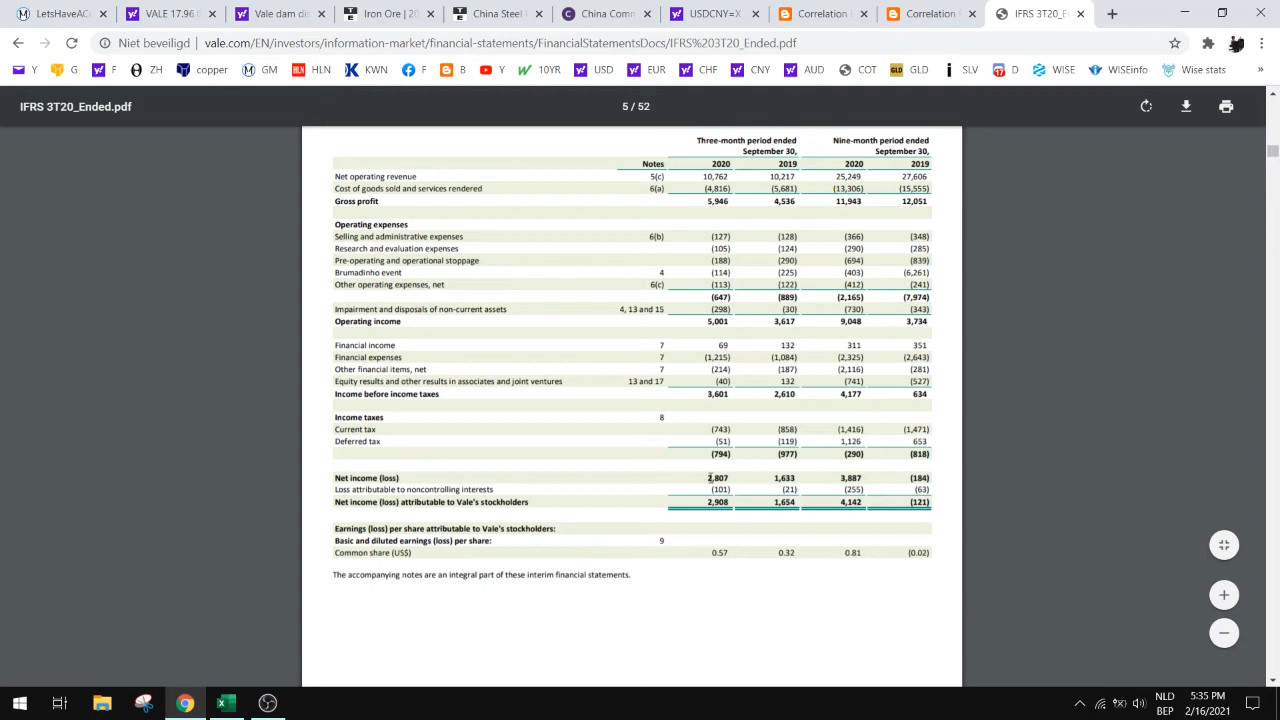 LetsHaveAC
VALE 17.06
Vale dam dis
Iron Ore | 20
China Steel F
China Com
USDCNY=X
Correlation
Correlation
IFRS 3T20_E
Niet beveiligd | vale.com/EN/investors/information-market/financial-statements/FinancialStatementsDocs/IFRS%203T20_Ended.pdf
Y G F ZH copper GM HLN KWN F B Y 10YR USD EUR CHF CNY AUD COT GLD SLV D WISE WISEinfo Wise stats »
IFRS 3T20_Ended.pdf 5 / 52
Three-month period ended Nine-month period ended
September 30, September 30,
Notes 2020 2019 2020 2019
Net operating revenue 5(c) 10,762 10,217 25,249 27,606
Cost of goods sold and services rendered 6(a) (4,816) (5,681) (13,306) (15,555)
Gross profit 5,946 4,536 11,943 12,051
Operating expenses
Selling and administrative expenses 6(b) (127) (128) (366) (348)
Research and evaluation expenses (105) (124) (290) (285)
Pre-operating and operational stoppage (188) (290) (694) (839)
Brumadinho event 4 (114) (225) (403) (6,261)
Other operating expenses, net 6(c) (113) (122) (412) (241)
(647) (889) (2,165) (7,974)
Impairment and disposals of non-current assets 4, 13 and 15 (298) (30) (730) (343)
Operating income 5,001 3,617 9,048 3,734
Financial income 7 69 132 311 351
Financial expenses 7 (1,215) (1,084) (2,325) (2,643)
Other financial items, net 7 (214) (187) (2,116) (281)
Equity results and other results in associates and joint ventures 13 and 17 (40) 132 (741) (527)
Income before income taxes 3,601 2,610 4,177 634
Income taxes 8
Current tax (743) (858) (1,416) (1,471)
Deferred tax (51) (119) 1,126 653
(794) (977) (290) (818)
Net income (loss) 2,807 1,633 3,887 (184)
Loss attributable to noncontrolling interests (101) (21) (255) (63)
Net income (loss) attributable to Vale's stockholders 2,908 1,654 4,142 (121)
Earnings (loss) per share attributable to Vale's stockholders:
Basic and diluted earnings (loss) per share: 9
Common share (US$) 0.57 0.32 0.81 (0.02)
The accompanying notes are an integral part of these interim financial statements.
NLD 5:35 PM
BEP 2/16/2021